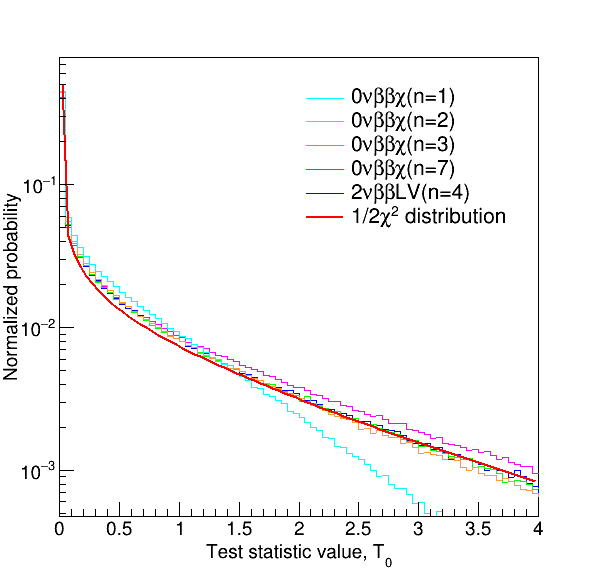 0νββχ(n=1)
0νββχ(n=2)
0νββχ(n=3)
0νββχ(n=7)
2νββLV(n=4)
1/2χ² distribution
Normalized probability
10⁻¹
10⁻²
10⁻³
0 0.5 1 1.5 2 2.5 3 3.5 4
Test statistic value, T₀